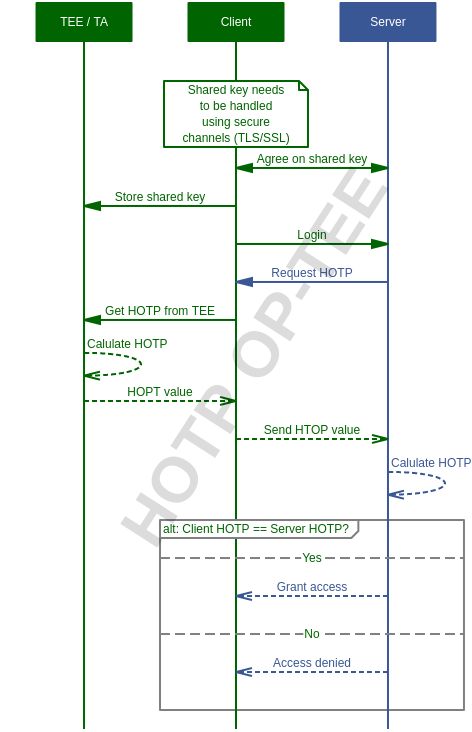 TEE / TA
Client
Server
Shared key needs
to be handled
using secure
channels (TLS/SSL)
Agree on shared key
Store shared key
Login
Request HOTP
Get HOTP from TEE
Calulate HOTP
HOPT value
Send HTOP value
Calulate HOTP
alt: Client HOTP == Server HOTP?
Yes
Grant access
No
Access denied
HOTP OP-TEE